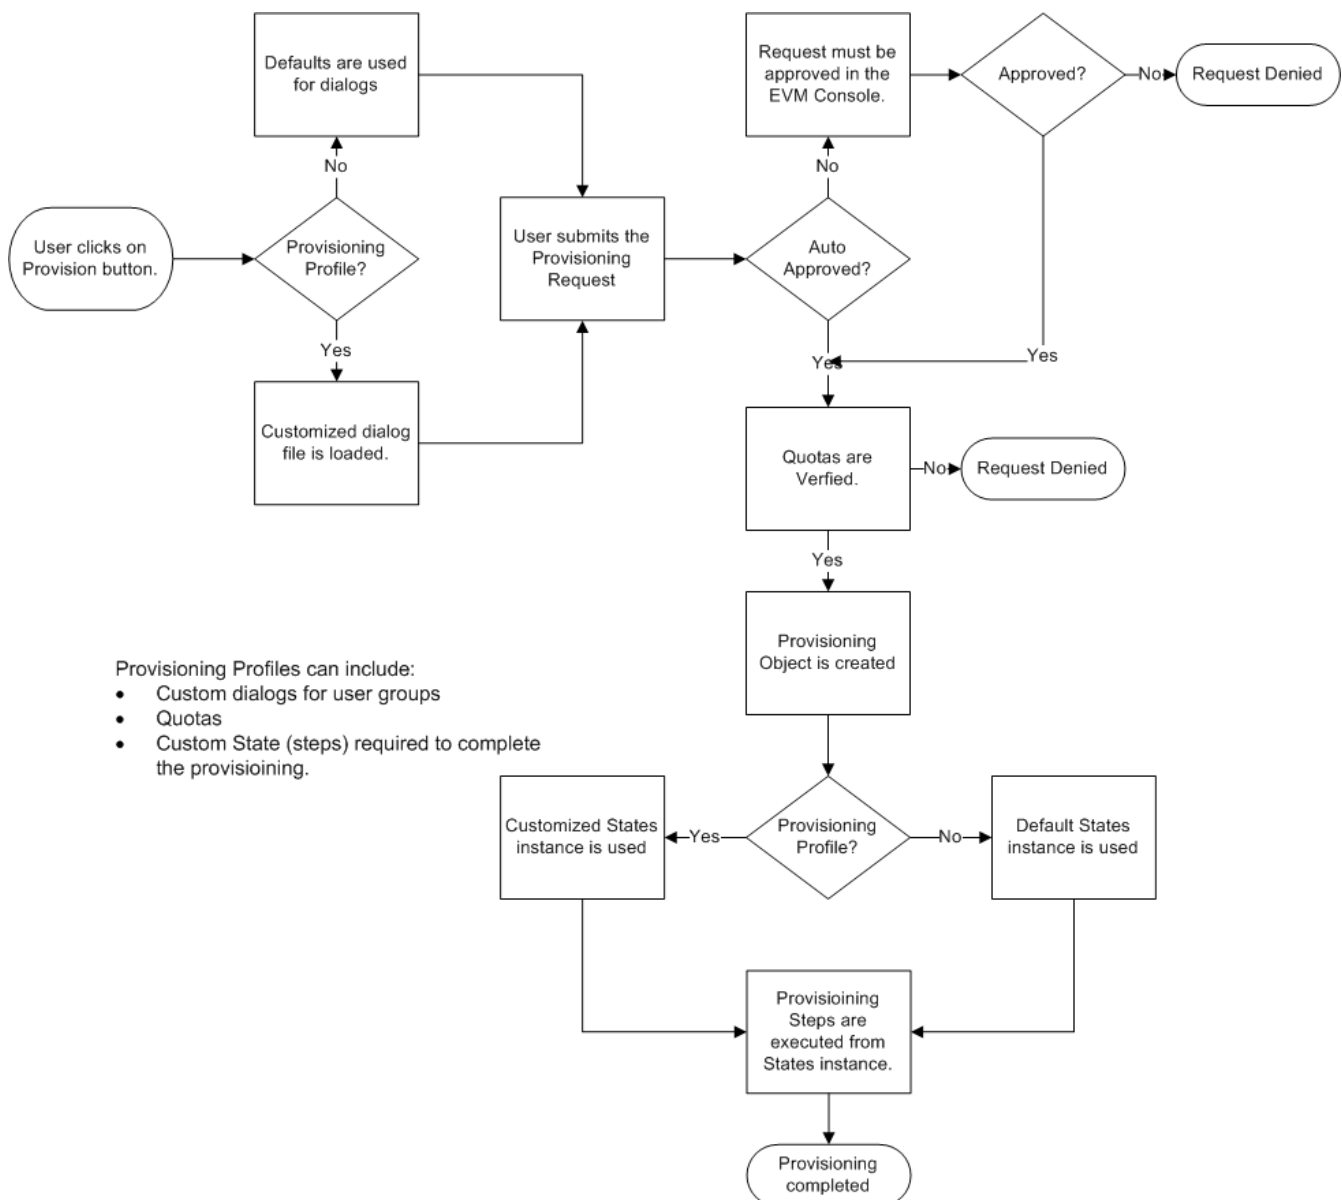 Defaults are used
for dialogs
Request must be
approved in the
EVM Console.
Approved?
No
Request Denied
No
No
User clicks on
Provision button.
Provisioning
Profile?
User submits the
Provisioning
Request
Auto
Approved?
Yes
Yes
Yes
Customized dialog
file is loaded.
Quotas are
Verfied.
No
Request Denied
Yes
Provisioning
Object is created
Provisioning Profiles can include:
• Custom dialogs for user groups
• Quotas
• Custom State (steps) required to complete
the provisioining.
Customized States
instance is used
Yes
Provisioning
Profile?
No
Default States
instance is used
Provisioining
Steps are
executed from
States instance.
Provisioning
completed